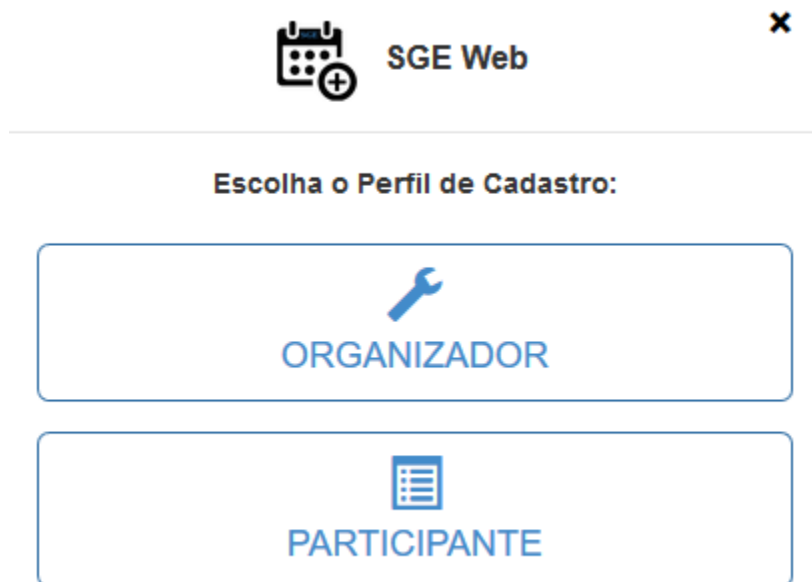 SGE Web
Escolha o Perfil de Cadastro:
ORGANIZADOR
PARTICIPANTE